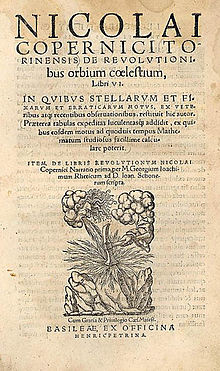 NICOLAI
COPERNICI TO-
RINENSIS DE REVOLUTIONI-
bus orbium cœlestium,
Libri VI.
IN QVIBVS STELLARVM ET FI-
XARVM ET ERRATICARVM MOTVS, EX VETE-
ribus atq; recentibus obseruationibus, restituit hic autor.
Præterea tabulas expeditas luculentasq; addidit, ex qui-
bus eosdem motus ad quoduis tempus Mathe-
matum studiosus facillime calcu-
lare poterit.
ITEM, DE LIBRIS REVOLVTIONVM NICOLAI
Copernici Narratio prima, per M. Georgium Ioachi-
mum Rheticum ad D. Ioan. Schone-
rum scripta.
Cum Gratia & Priuilegio Cæs. Maiest.
BASILEAE, EX OFFICINA
HENRICPETRINA.